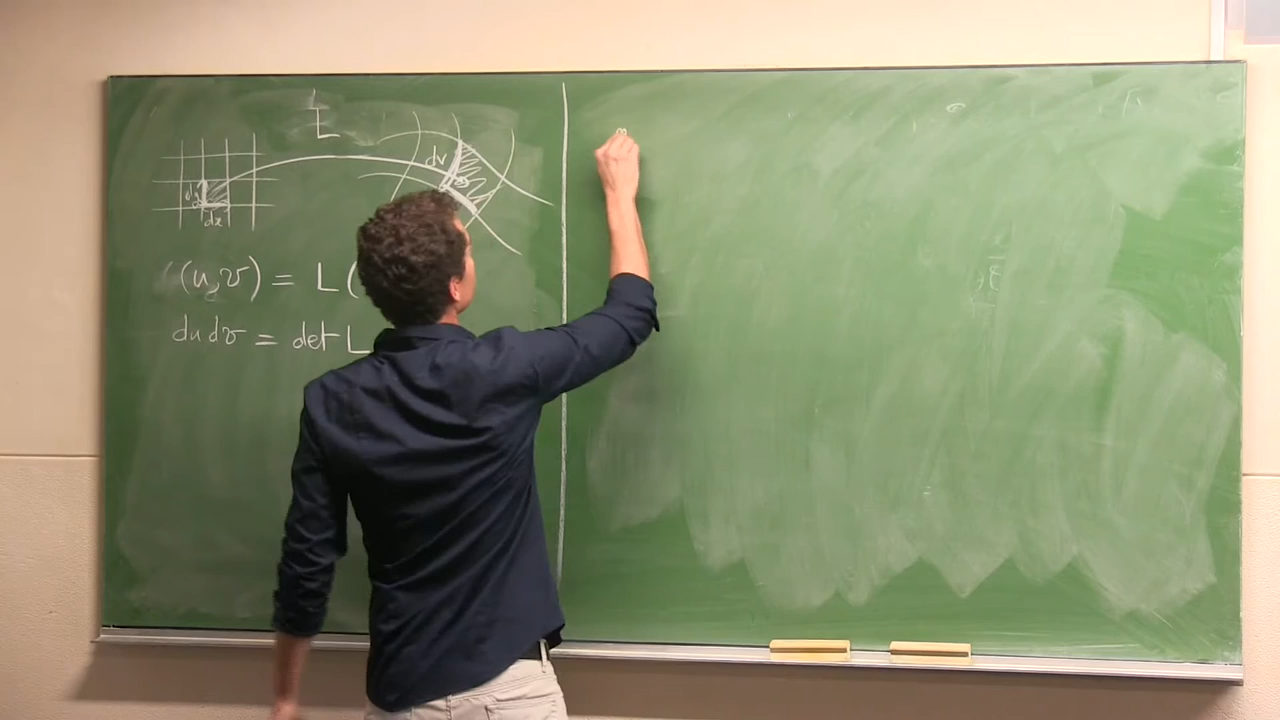 L
dv
dy
dx
(u,v) = L(
du dv = det L